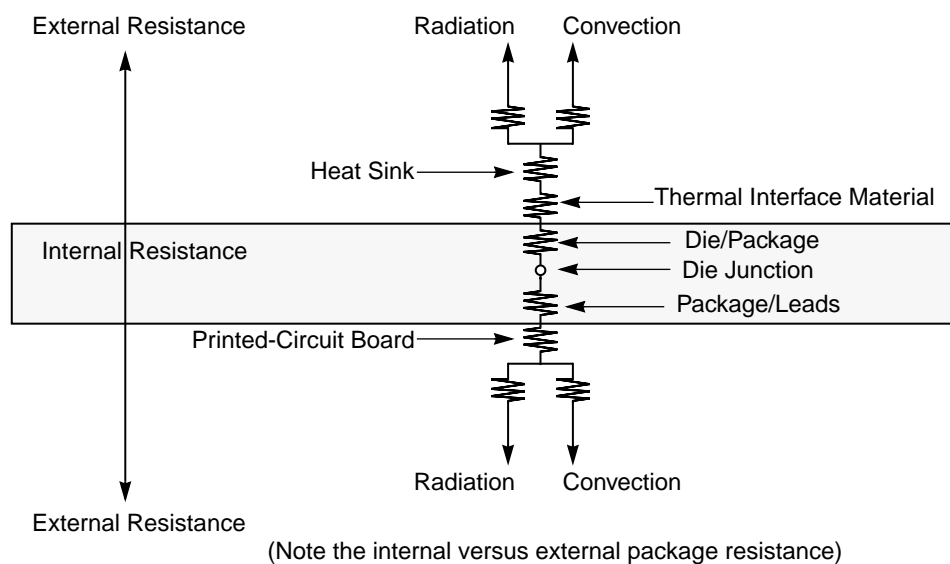 External Resistance
Radiation
Convection
Heat Sink
Thermal Interface Material
Internal Resistance
Die/Package
Die Junction
Package/Leads
Printed-Circuit Board
Radiation
Convection
External Resistance
(Note the internal versus external package resistance)